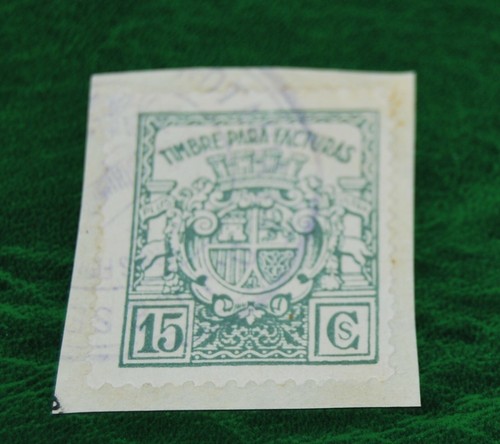 TIMBRE PARA FACTURAS
15 Cs